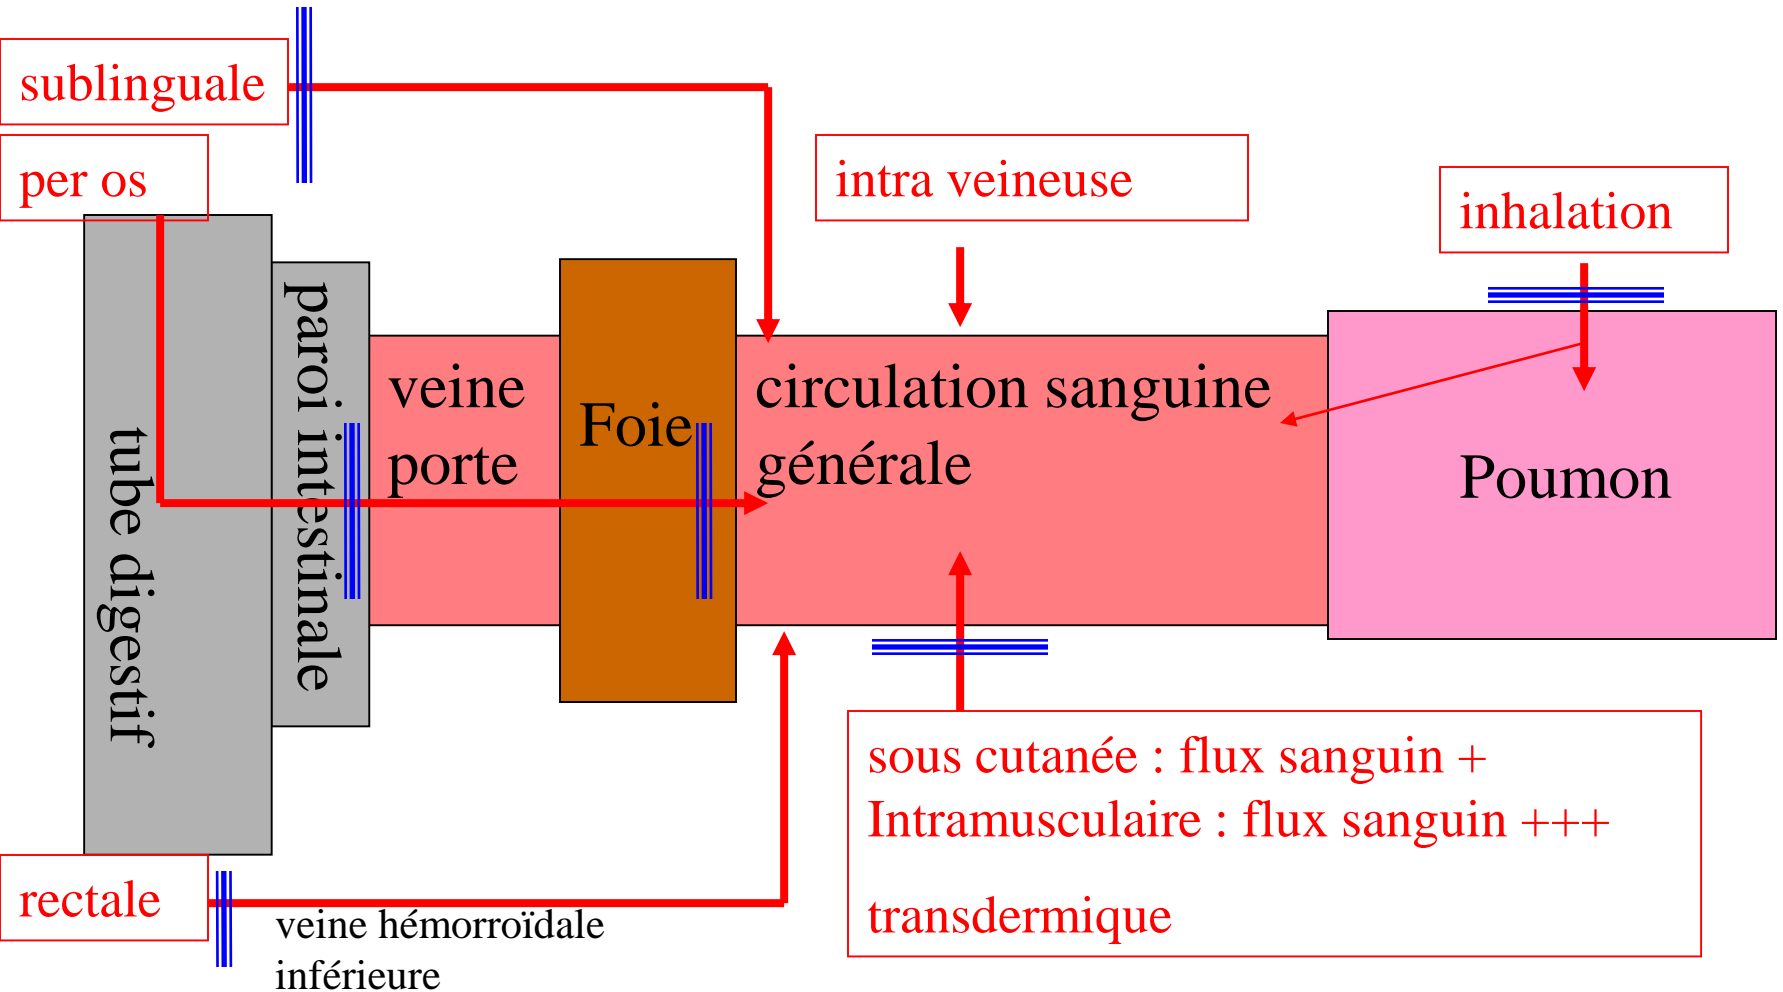 sublinguale
per os
intra veineuse
inhalation
tube digestif
paroi intestinale
veine
porte
Foie
circulation sanguine
générale
Poumon
sous cutanée : flux sanguin +
Intramusculaire : flux sanguin +++
transdermique
rectale
veine hémorroïdale
inférieure